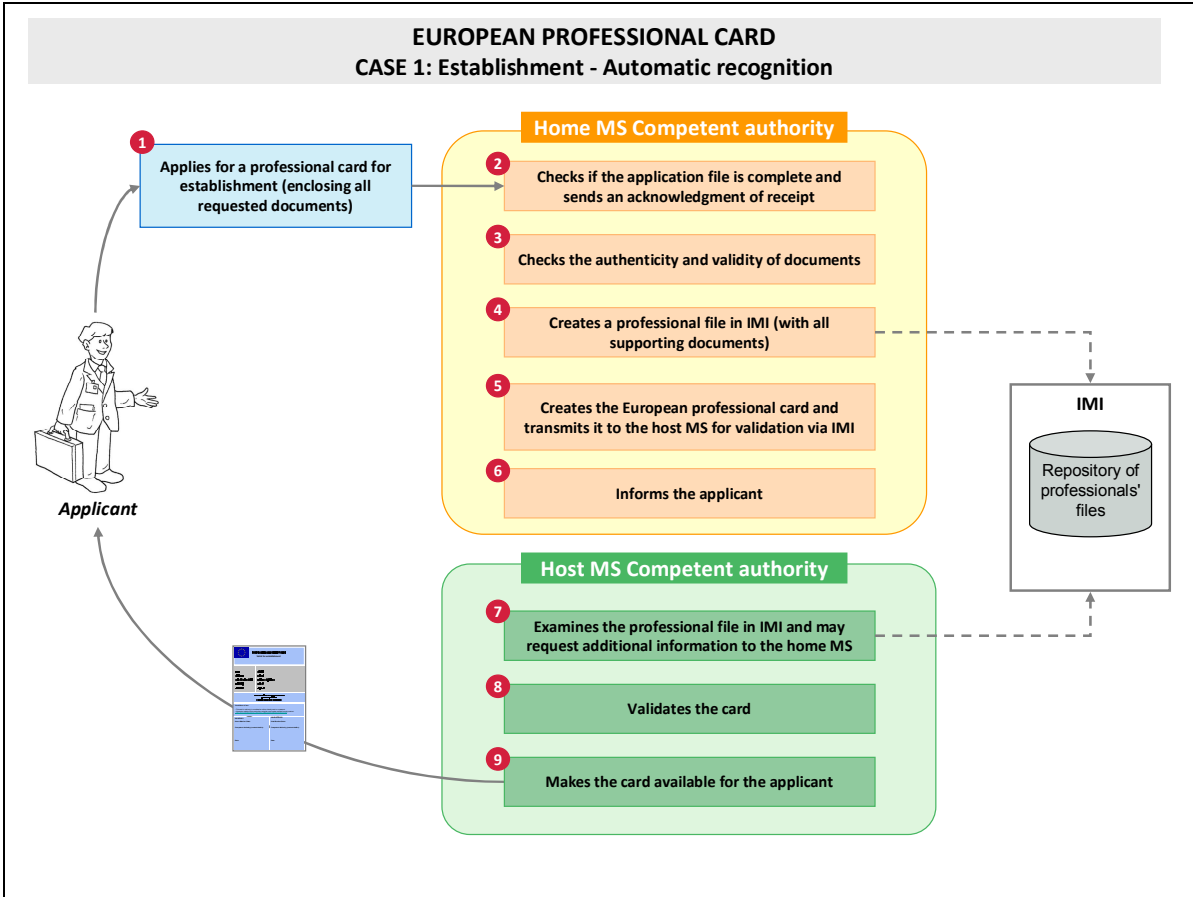 EUROPEAN PROFESSIONAL CARD
CASE 1: Establishment - Automatic recognition
1
Applies for a professional card for
establishment (enclosing all
requested documents)
Home MS Competent authority
2
Checks if the application file is complete and
sends an acknowledgment of receipt
3
Checks the authenticity and validity of documents
4
Creates a professional file in IMI (with all
supporting documents)
5
Creates the European professional card and
transmits it to the host MS for validation via IMI
6
Informs the applicant
Applicant
IMI
Repository of
professionals'
files
Host MS Competent authority
7
Examines the professional file in IMI and may
request additional information to the home MS
8
Validates the card
9
Makes the card available for the applicant